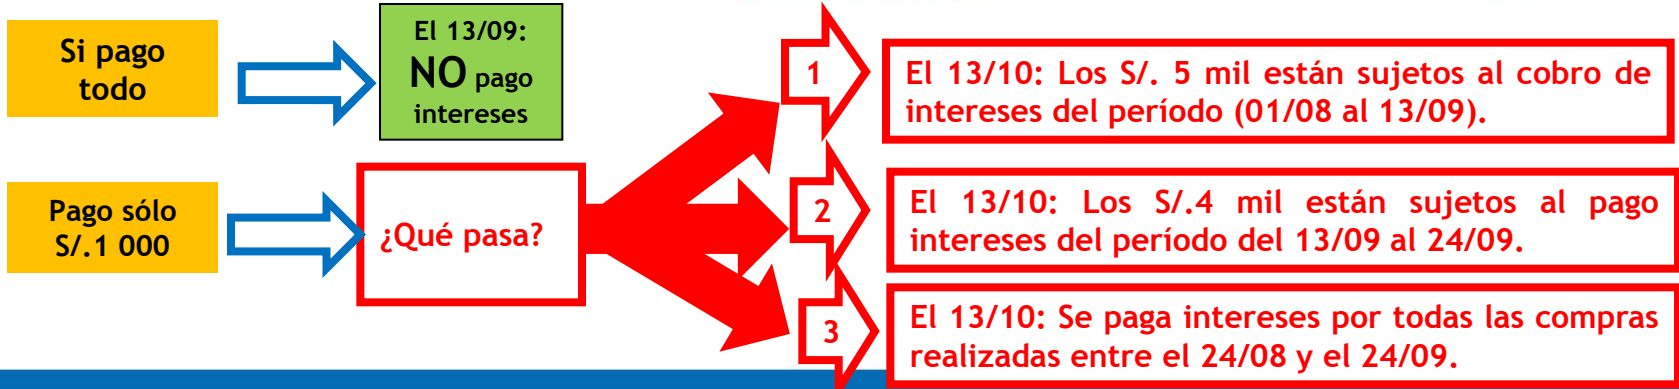 Si pago
todo
El 13/09:
NO pago
intereses
Pago sólo
S/.1 000
¿Qué pasa?
1
El 13/10: Los S/. 5 mil están sujetos al cobro de
intereses del período (01/08 al 13/09).
2
El 13/10: Los S/.4 mil están sujetos al pago
intereses del período del 13/09 al 24/09.
3
El 13/10: Se paga intereses por todas las compras
realizadas entre el 24/08 y el 24/09.